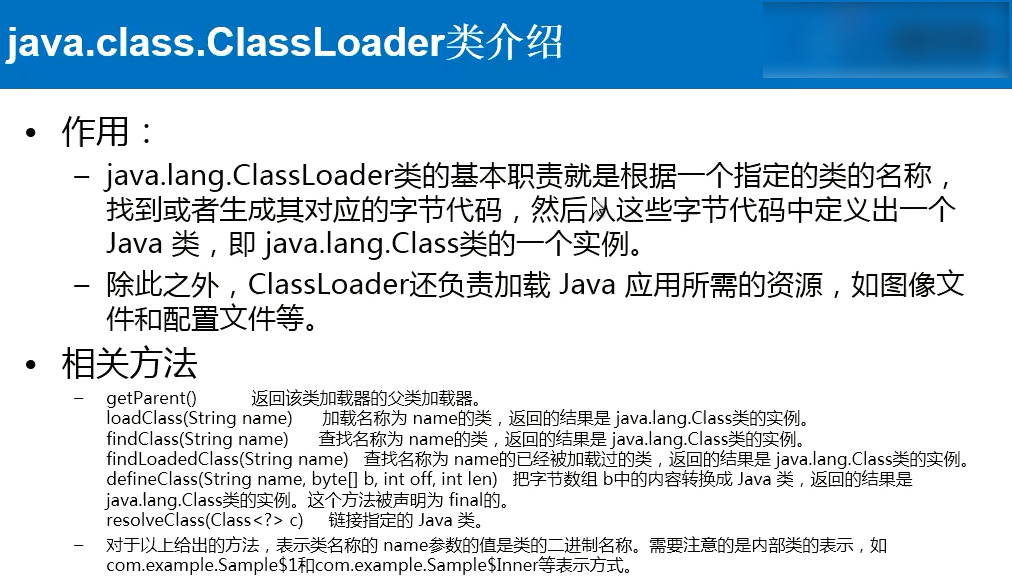 java.class.ClassLoader类介绍
• 作用：
– java.lang.ClassLoader类的基本职责就是根据一个指定的类的名称，
找到或者生成其对应的字节代码，然后从这些字节代码中定义出一个
Java 类，即 java.lang.Class类的一个实例。
– 除此之外，ClassLoader还负责加载 Java 应用所需的资源，如图像文
件和配置文件等。
• 相关方法
– getParent() 返回该类加载器的父类加载器。
loadClass(String name) 加载名称为 name的类，返回的结果是 java.lang.Class类的实例。
findClass(String name) 查找名称为 name的类，返回的结果是 java.lang.Class类的实例。
findLoadedClass(String name) 查找名称为 name的已经被加载过的类，返回的结果是 java.lang.Class类的实例。
defineClass(String name, byte[] b, int off, int len) 把字节数组 b中的内容转换成 Java 类，返回的结果是
java.lang.Class类的实例。这个方法被声明为 final的。
resolveClass(Class<?> c) 链接指定的 Java 类。
– 对于以上给出的方法，表示类名称的 name参数的值是类的二进制名称。需要注意的是内部类的表示，如
com.example.Sample$1和com.example.Sample$Inner等表示方式。